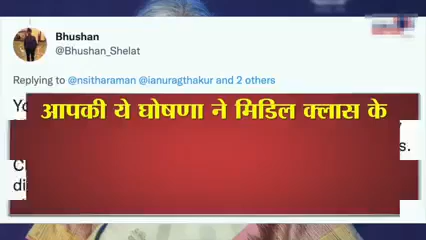 Bhushan
@Bhushan_Shelat
Replying to @nsitharaman @ianuragthakur and 2 others
आपकी ये घोषणा ने मिडिल क्लास के